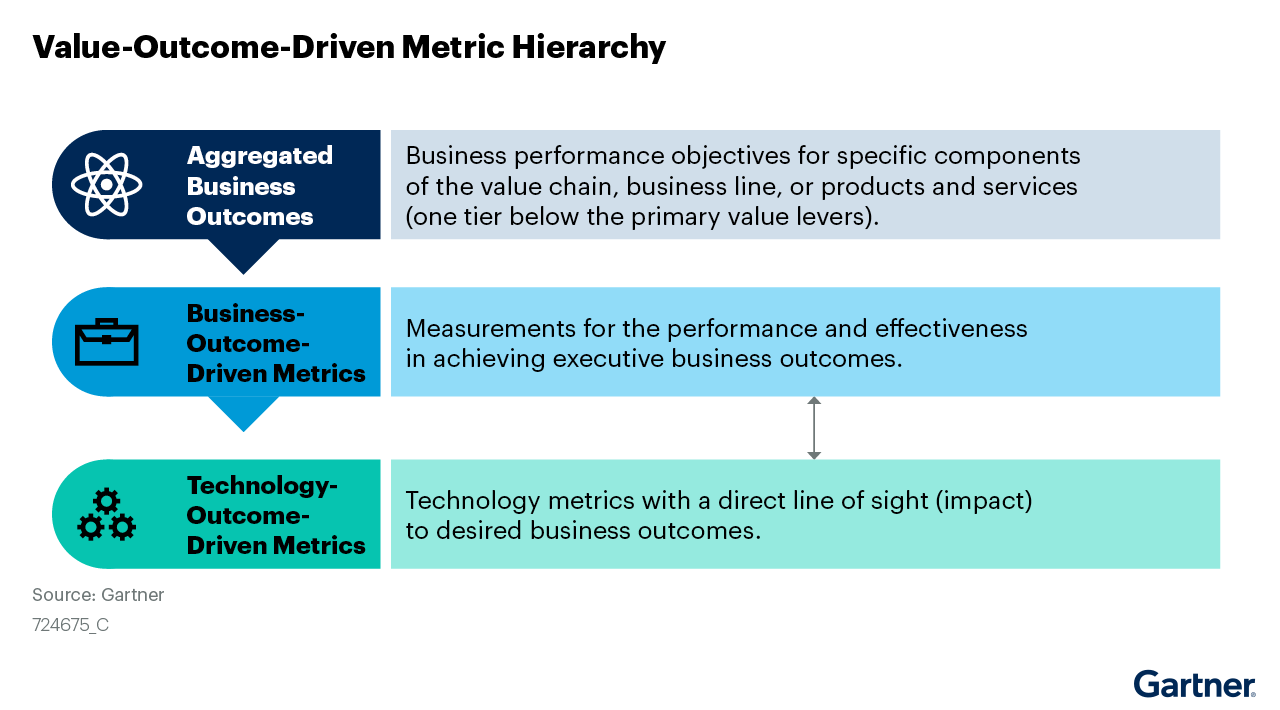 Value-Outcome-Driven Metric Hierarchy
Aggregated
Business
Outcomes
Business performance objectives for specific components
of the value chain, business line, or products and services
(one tier below the primary value levers).
Business-
Outcome-
Driven Metrics
Measurements for the performance and effectiveness
in achieving executive business outcomes.
Technology-
Outcome-
Driven Metrics
Technology metrics with a direct line of sight (impact)
to desired business outcomes.
Source: Gartner
724675_C
Gartner®